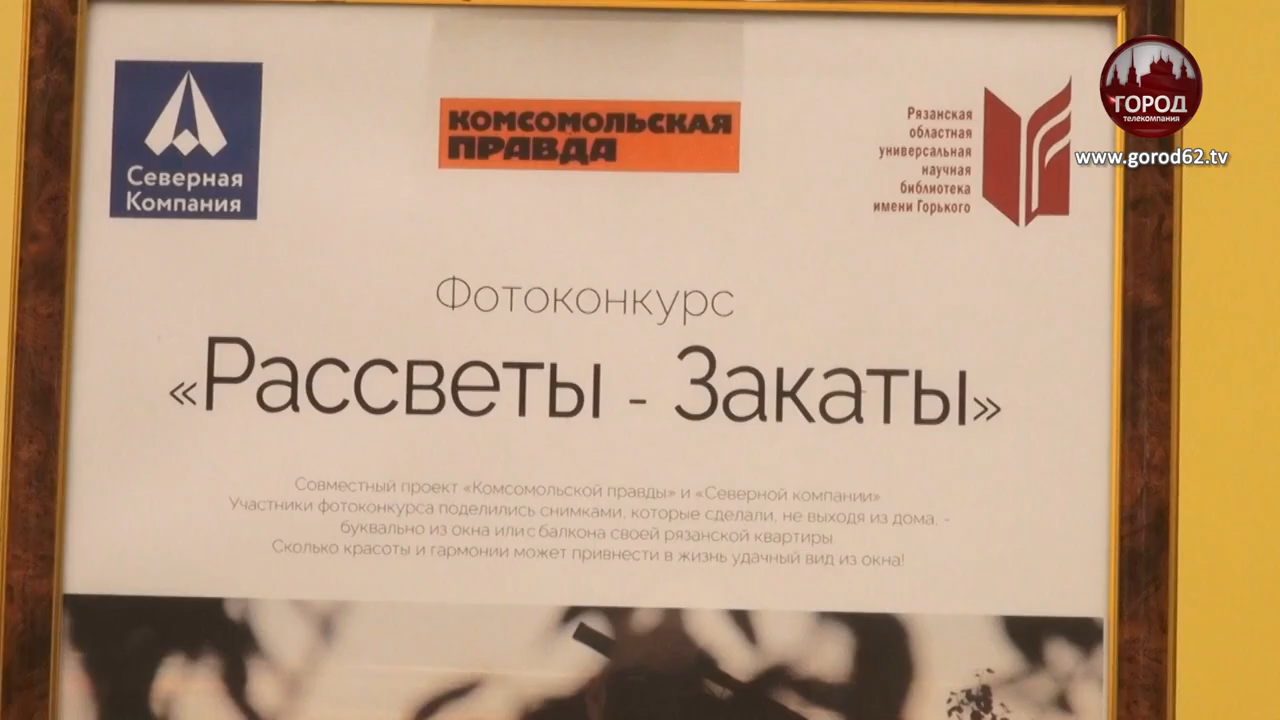 Северная
Компания
КОМСОМОЛЬСКАЯ
ПРАВДА
Рязанская
областная
универсальная
научная
библиотека
имени Горького
ГОРОД
телекомпания
www.gorod62.tv
Фотоконкурс
«Рассветы - Закаты»
Совместный проект «Комсомольской правды» и «Северной компании»
Участники фотоконкурса поделились снимками, которые сделали, не выходя из дома, -
буквально из окна или с балкона своей рязанской квартиры.
Сколько красоты и гармонии может привнести в жизнь удачный вид из окна!